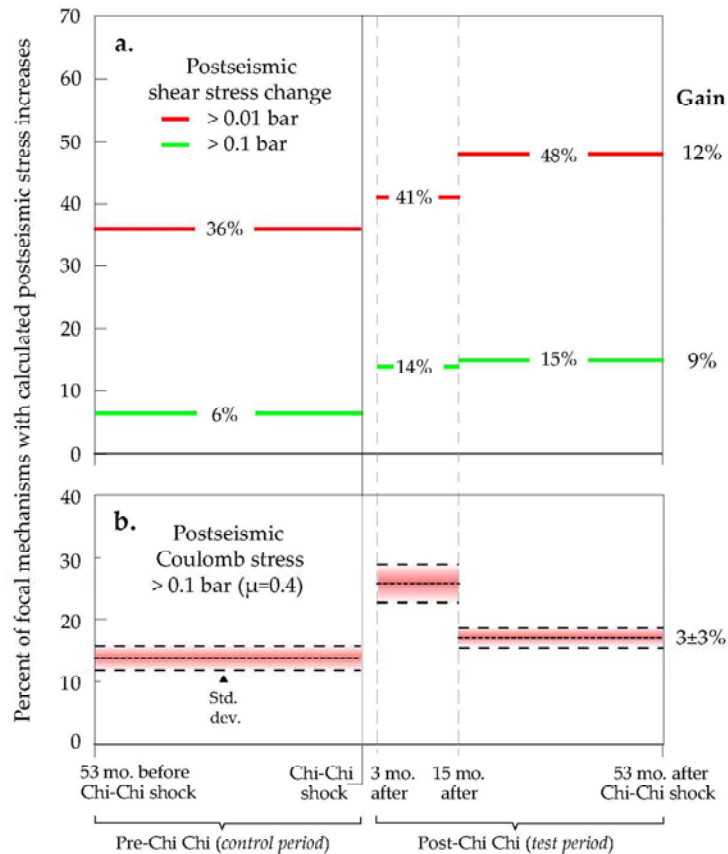 Percent of focal mechanisms with calculated postseismic stress increases
70
60
50
40
30
20
10
0
a.
Postseismic
shear stress change
> 0.01 bar
> 0.1 bar
Gain
36%
41%
48%
12%
6%
14%
15%
9%
40
30
20
10
0
b.
Postseismic
Coulomb stress
> 0.1 bar (μ=0.4)
Std.
dev.
3±3%
53 mo. before
Chi-Chi shock
Chi-Chi
shock
3 mo.
after
15 mo.
after
53 mo. after
Chi-Chi shock
Pre-Chi Chi (control period)
Post-Chi Chi (test period)